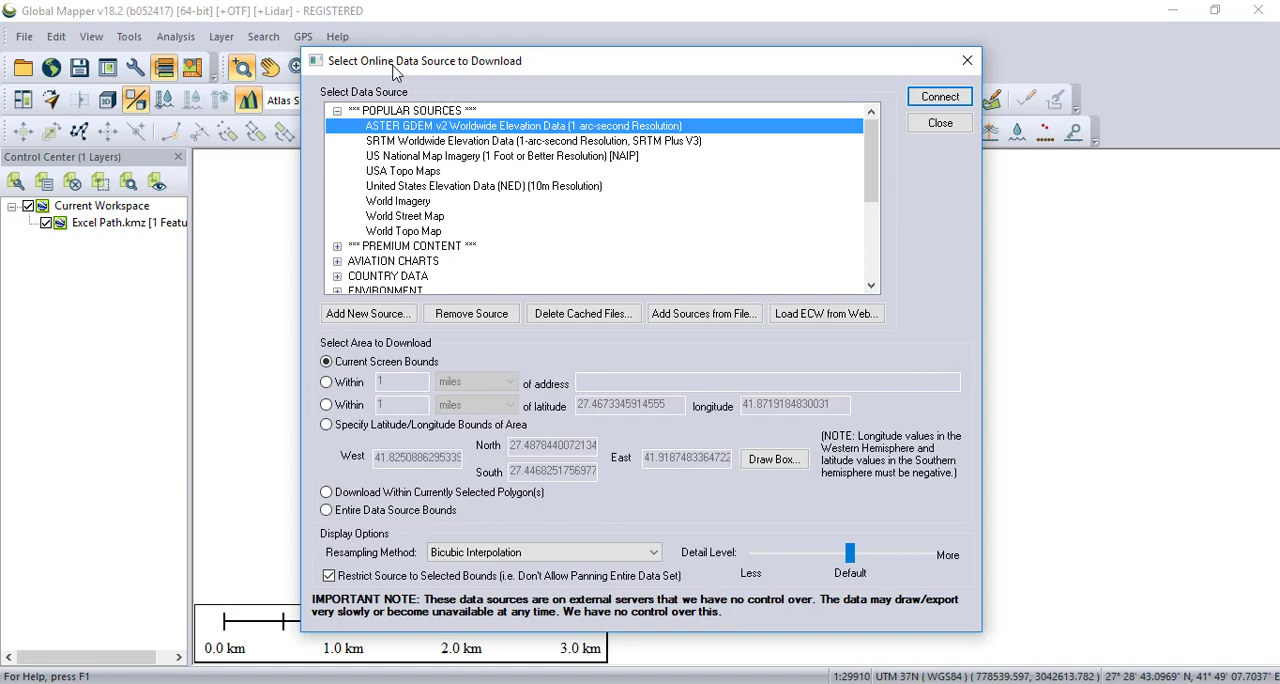 Global Mapper v18.2 (b052417) [64-bit] [+OTF] [+Lidar] - REGISTERED
File Edit View Tools Analysis Layer Search GPS Help
Select Online Data Source to Download
Atlas S
Select Data Source
*** POPULAR SOURCES ***
ASTER GDEM v2 Worldwide Elevation Data (1 arc-second Resolution)
SRTM Worldwide Elevation Data (1-arc-second Resolution, SRTM Plus V3)
US National Map Imagery (1 Foot or Better Resolution) [NAIP]
USA Topo Maps
United States Elevation Data (NED) (10m Resolution)
World Imagery
World Street Map
World Topo Map
*** PREMIUM CONTENT ***
AVIATION CHARTS
COUNTRY DATA
ENVIRONMENT
Connect
Close
Control Center (1 Layers)
Current Workspace
Excel Path.kmz [1 Featu
Add New Source... Remove Source Delete Cached Files... Add Sources from File... Load ECW from Web...
Select Area to Download
Current Screen Bounds
Within 1 miles of address
Within 1 miles of latitude 27.4673345914555 longitude 41.8719184830031
Specify Latitude/Longitude Bounds of Area
North 27.4878440072134
West 41.825088629533 East 41.9187483364722 Draw Box...
South 27.4468251756977
(NOTE: Longitude values in the
Western Hemisphere and
latitude values in the Southern
hemisphere must be negative.)
Download Within Currently Selected Polygon(s)
Entire Data Source Bounds
Display Options
Resampling Method: Bicubic Interpolation Detail Level: More
Less Default
Restrict Source to Selected Bounds (i.e. Don't Allow Panning Entire Data Set)
IMPORTANT NOTE: These data sources are on external servers that we have no control over. The data may draw/export
very slowly or become unavailable at any time. We have no control over this.
0.0 km 1.0 km 2.0 km 3.0 km
For Help, press F1
1:29910 UTM 37N ( WGS84 ) ( 778539.597, 3042613.782 ) 27° 28' 43.0969" N, 41° 49' 07.7037" E